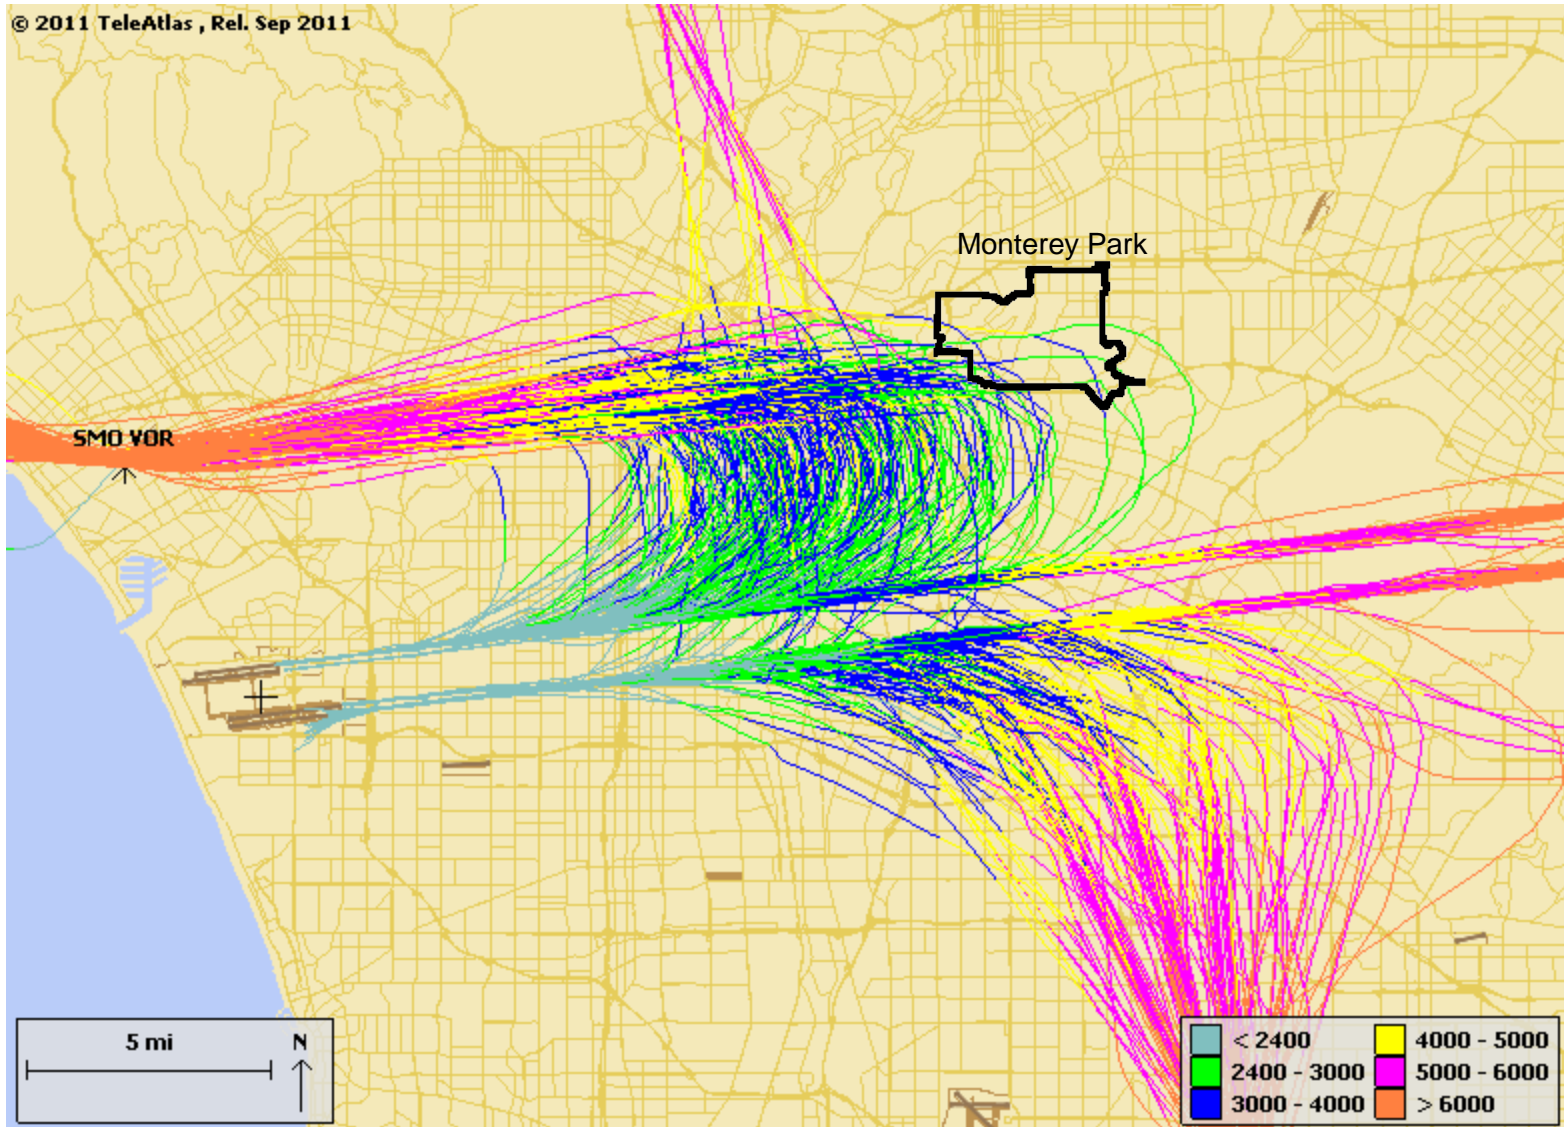 © 2011 TeleAtlas , Rel. Sep 2011
Monterey Park
SMO VOR
5 mi
N
< 2400
2400 - 3000
3000 - 4000
4000 - 5000
5000 - 6000
> 6000